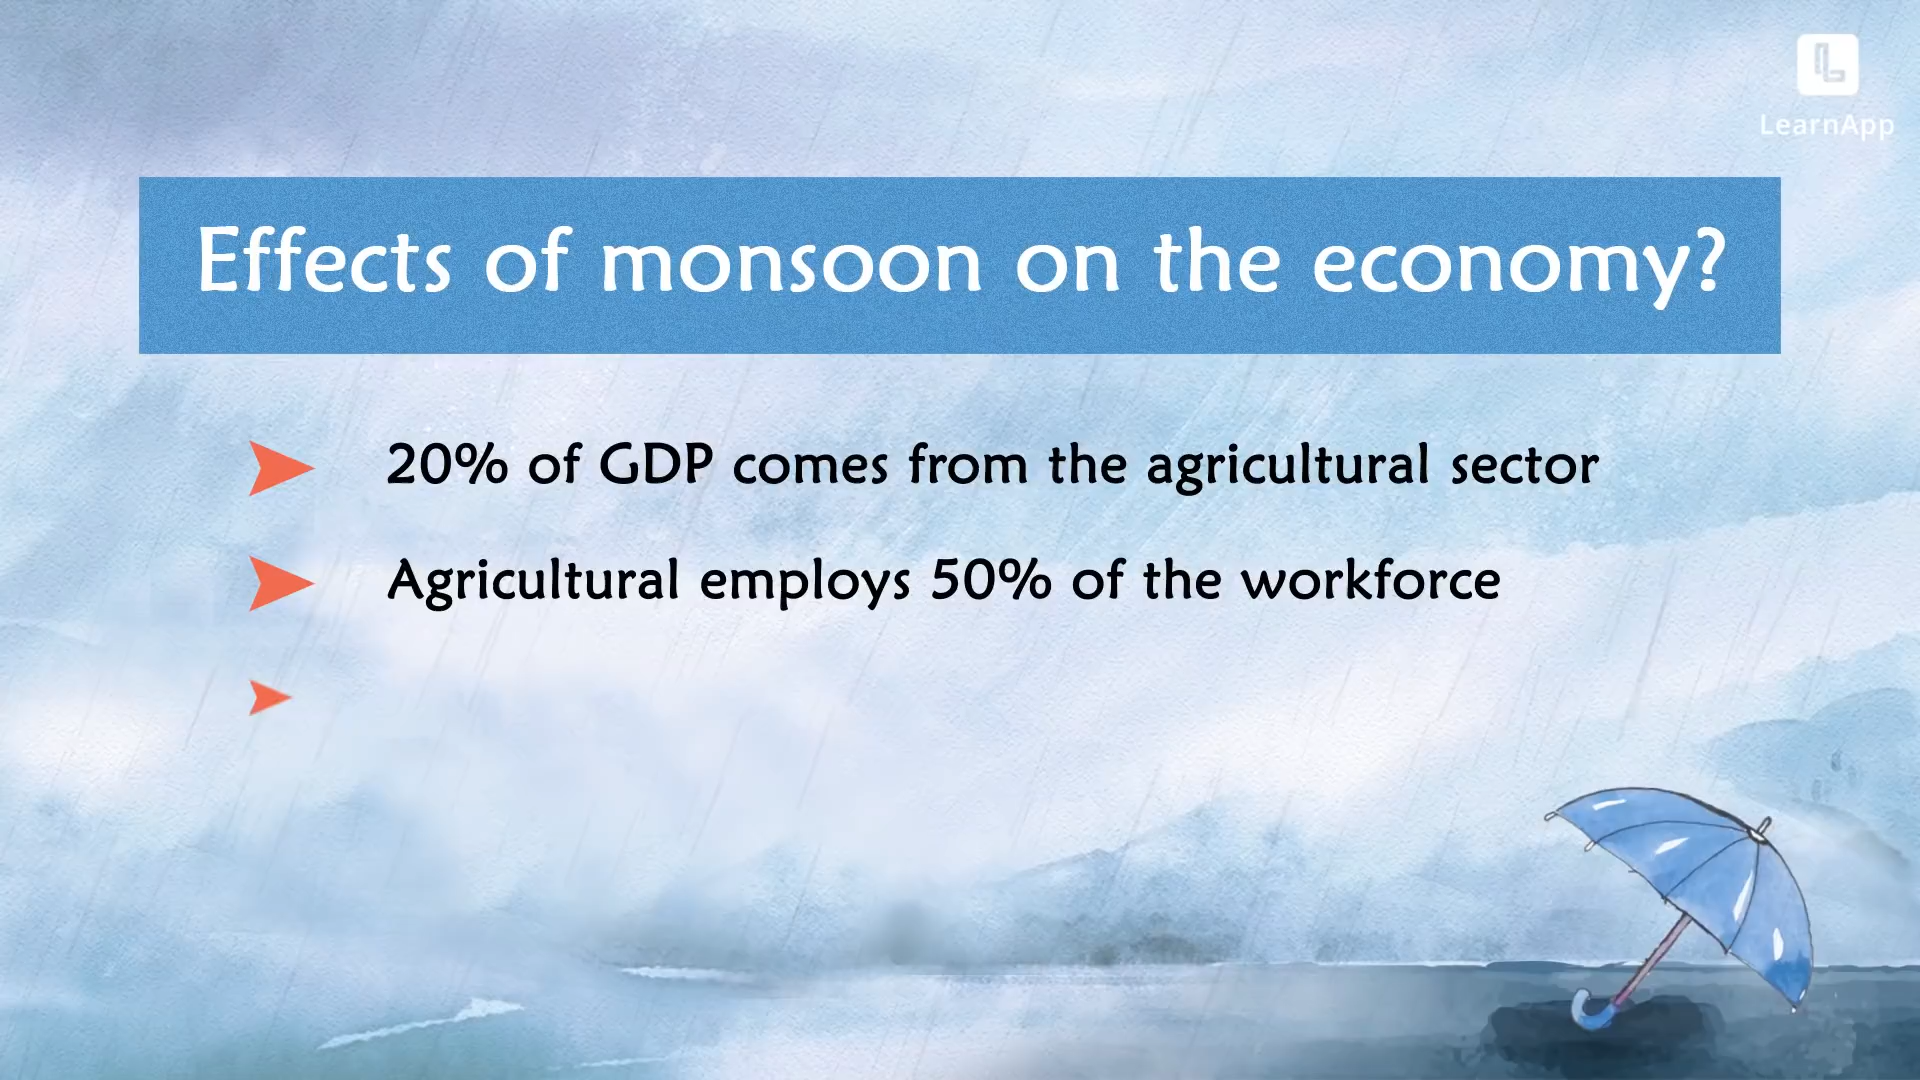 LearnApp
Effects of monsoon on the economy?
20% of GDP comes from the agricultural sector
Agricultural employs 50% of the workforce